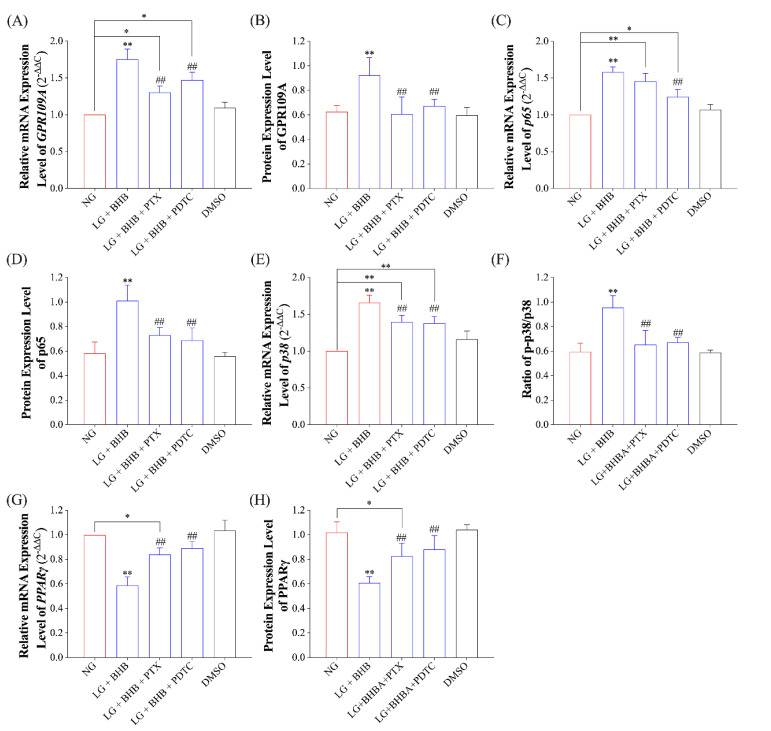 (A)
Relative mRNA Expression
Level of GPR109A (2-ΔΔC)
2.0
1.5
1.0
0.5
0.0
*
*
**
##
##
NG
LG + BHB
LG + BHB + PTX
LG + BHB + PDTC
DMSO
(B)
Protein Expression Level
of GPR109A
1.2
1.0
0.8
0.6
0.4
0.2
0.0
**
##
##
NG
LG + BHB
LG + BHB + PTX
LG + BHB + PDTC
DMSO
(C)
Relative mRNA Expression
Level of p65 (2-ΔΔC)
2.0
1.5
1.0
0.5
0.0
*
**
**
##
NG
LG + BHB
LG + BHB + PTX
LG + BHB + PDTC
DMSO
(D)
Protein Expression Level
of p65
1.2
1.0
0.8
0.6
0.4
0.2
0.0
**
##
##
NG
LG + BHB
LG + BHB + PTX
LG + BHB + PDTC
DMSO
(E)
Relative mRNA Expression
Level of p38 (2-ΔΔC)
2.0
1.5
1.0
0.5
0.0
**
**
**
##
##
NG
LG + BHB
LG + BHB + PTX
LG + BHB + PDTC
DMSO
(F)
Ratio of p-p38/p38
1.2
1.0
0.8
0.6
0.4
0.2
0.0
**
##
##
NG
LG + BHB
LG+BHBA+PTX
LG+BHBA+PDTC
DMSO
(G)
Relative mRNA Expression
Level of PPARγ (2-ΔΔC)
1.2
1.0
0.8
0.6
0.4
0.2
0.0
*
**
##
##
NG
LG + BHB
LG + BHB + PTX
LG + BHB + PDTC
DMSO
(H)
Protein Expression Level
of PPARγ
1.2
1.0
0.8
0.6
0.4
0.2
0.0
*
**
##
##
NG
LG + BHB
LG+BHBA+PTX
LG+BHBA+PDTC
DMSO